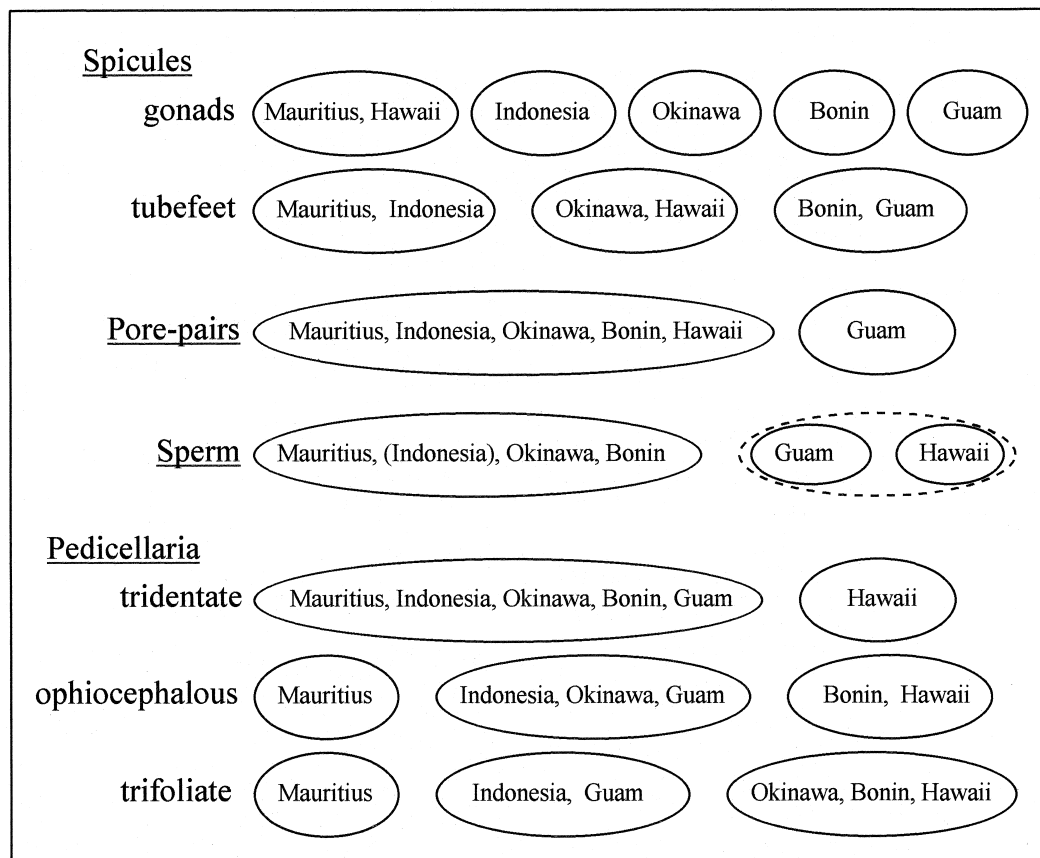 Spicules
gonads Mauritius, Hawaii Indonesia Okinawa Bonin Guam
tubefeet Mauritius, Indonesia Okinawa, Hawaii Bonin, Guam
Pore-pairs Mauritius, Indonesia, Okinawa, Bonin, Hawaii Guam
Sperm Mauritius, (Indonesia), Okinawa, Bonin Guam Hawaii
Pedicellaria
tridentate Mauritius, Indonesia, Okinawa, Bonin, Guam Hawaii
ophiocephalous Mauritius Indonesia, Okinawa, Guam Bonin, Hawaii
trifoliate Mauritius Indonesia, Guam Okinawa, Bonin, Hawaii